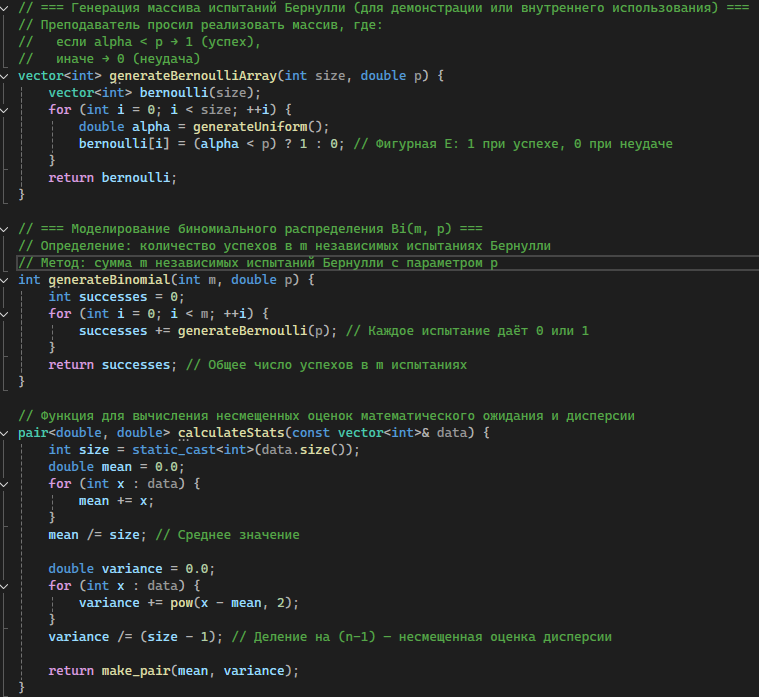 // === Генерация массива испытаний Бернулли (для демонстрации или внутреннего использования) ===
// Преподаватель просил реализовать массив, где:
//   если alpha < p → 1 (успех),
//   иначе → 0 (неудача)
vector<int> generateBernoulliArray(int size, double p) {
    vector<int> bernoulli(size);
    for (int i = 0; i < size; ++i) {
        double alpha = generateUniform();
        bernoulli[i] = (alpha < p) ? 1 : 0; // Фигурная E: 1 при успехе, 0 при неудаче
    }
    return bernoulli;
}

// === Моделирование биномиального распределения Bi(m, p) ===
// Определение: количество успехов в m независимых испытаниях Бернулли
// Метод: сумма m независимых испытаний Бернулли с параметром p
int generateBinomial(int m, double p) {
    int successes = 0;
    for (int i = 0; i < m; ++i) {
        successes += generateBernoulli(p); // Каждое испытание даёт 0 или 1
    }
    return successes; // Общее число успехов в m испытаниях
}

// Функция для вычисления несмещенных оценок математического ожидания и дисперсии
pair<double, double> calculateStats(const vector<int>& data) {
    int size = static_cast<int>(data.size());
    double mean = 0.0;
    for (int x : data) {
        mean += x;
    }
    mean /= size; // Среднее значение

    double variance = 0.0;
    for (int x : data) {
        variance += pow(x - mean, 2);
    }
    variance /= (size - 1); // Деление на (n-1) — несмещенная оценка дисперсии

    return make_pair(mean, variance);
}